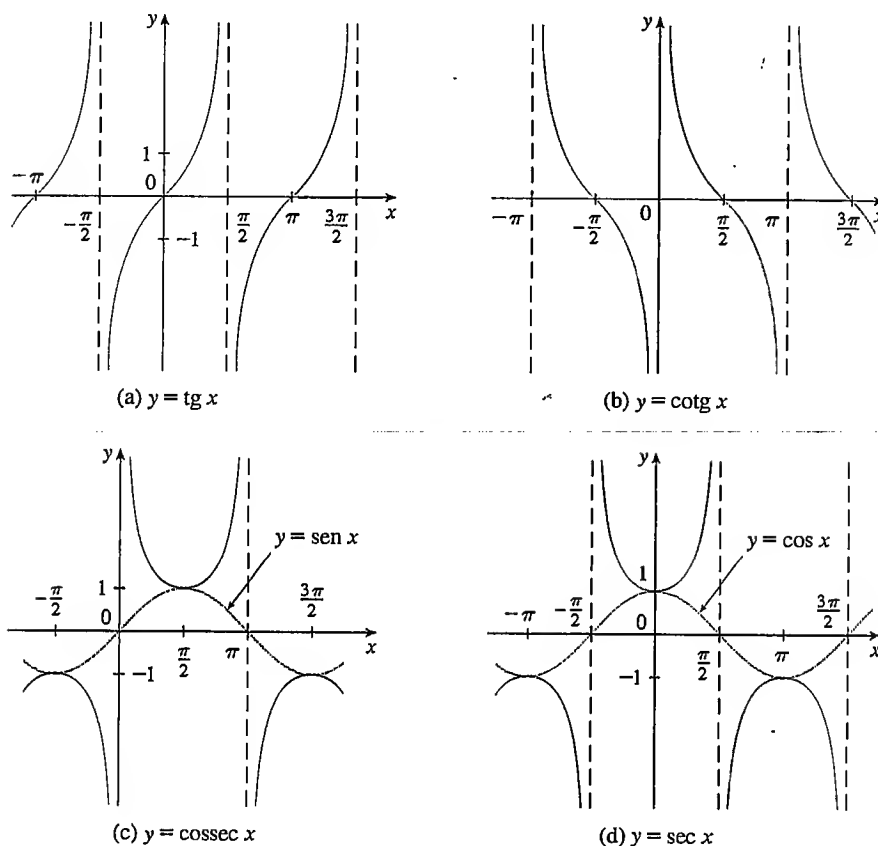 y
y
1
−π
0
0
−π/2
−1
π/2
π
3π/2
x
−π
−π/2
π/2
π
3π/2
x
(a) y = tg x
(b) y = cotg x
y
y
y = sen x
y = cos x
−π/2
1
0
3π/2
−π
−π/2
1
0
3π/2
−1
π/2
π
x
−1
π/2
π
x
(c) y = cossec x
(d) y = sec x